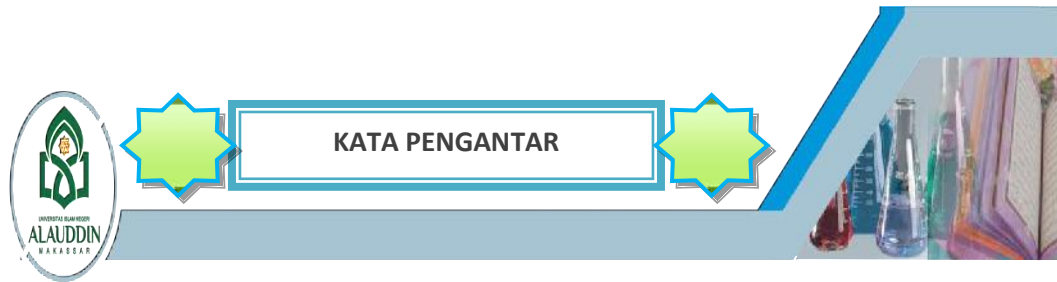 KATA PENGANTAR
UNIVERSITAS ISLAM NEGERI
ALAUDDIN
MAKASSAR